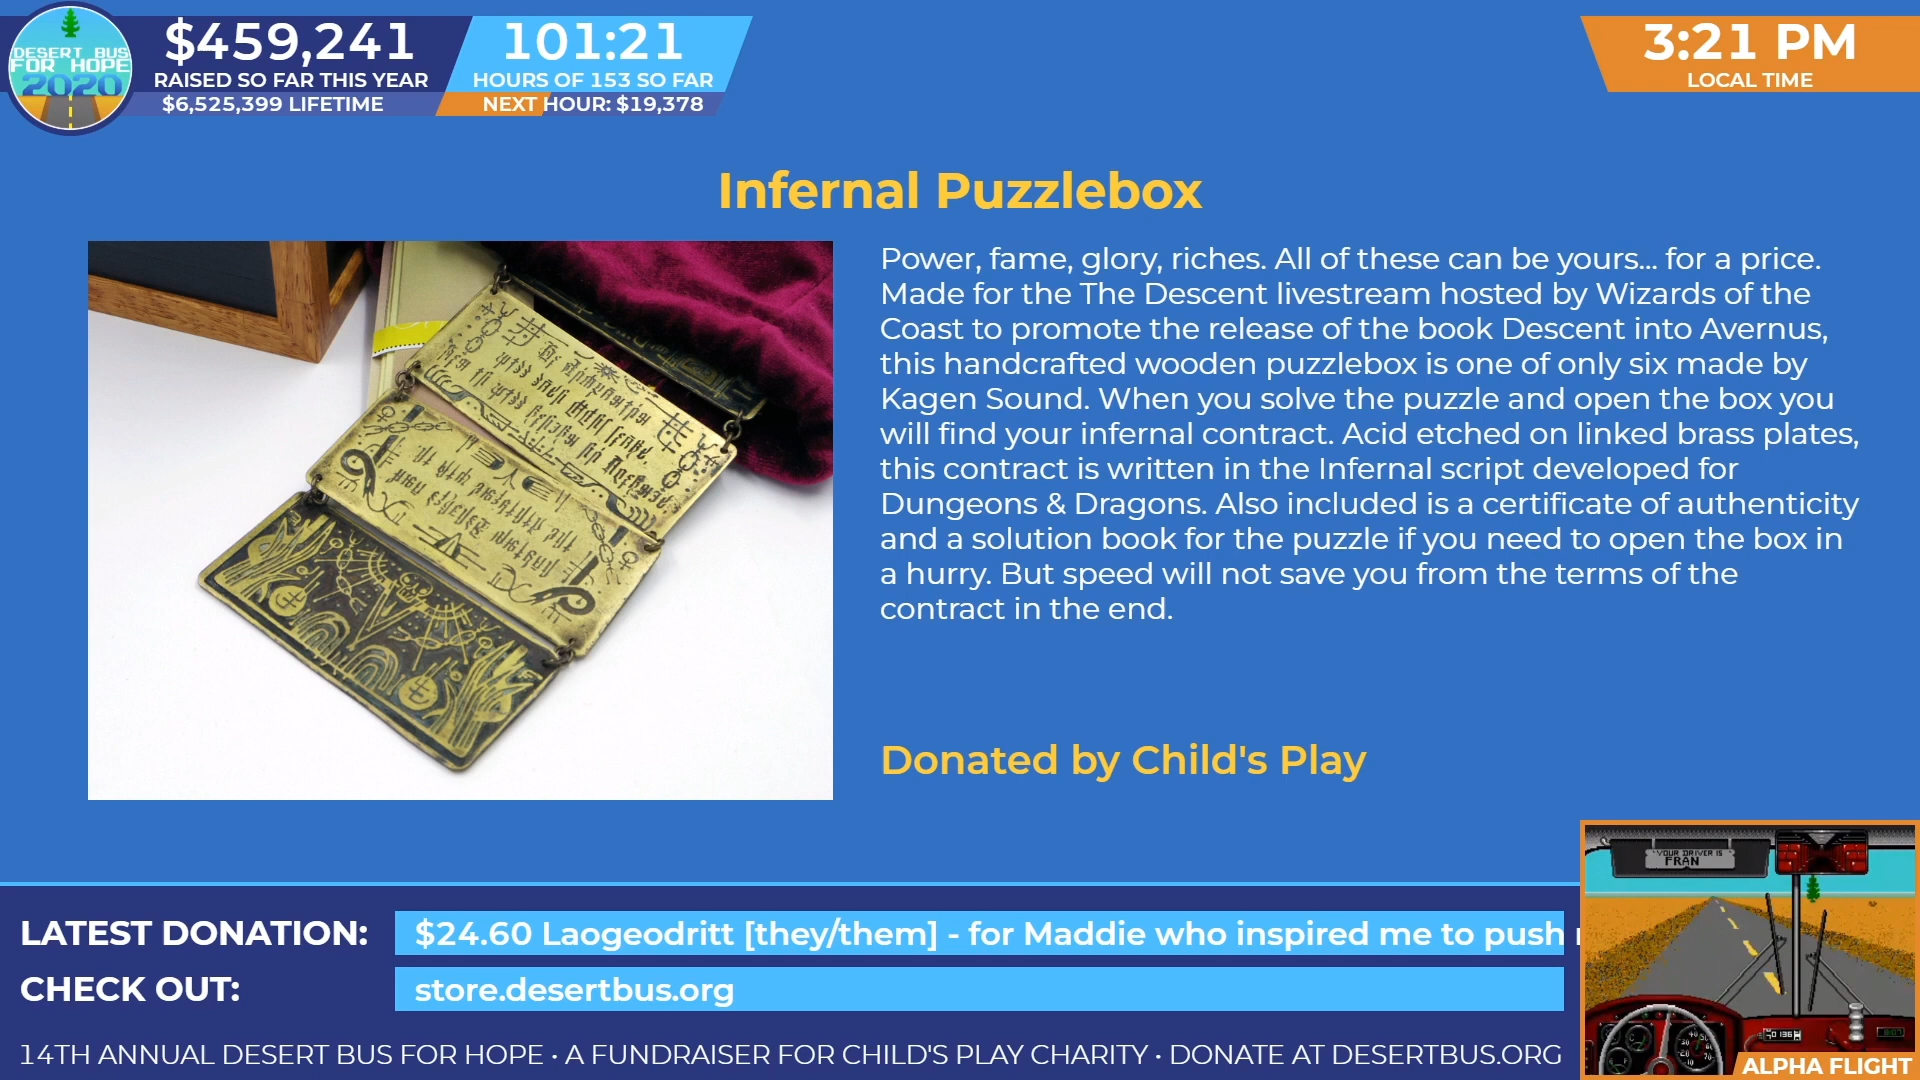 DESERT BUS
FOR HOPE
2020
$459,241
RAISED SO FAR THIS YEAR
$6,525,399 LIFETIME
101:21
HOURS OF 153 SO FAR
NEXT HOUR: $19,378
3:21 PM
LOCAL TIME
Infernal Puzzlebox
Power, fame, glory, riches. All of these can be yours... for a price.
Made for the The Descent livestream hosted by Wizards of the
Coast to promote the release of the book Descent into Avernus,
this handcrafted wooden puzzlebox is one of only six made by
Kagen Sound. When you solve the puzzle and open the box you
will find your infernal contract. Acid etched on linked brass plates,
this contract is written in the Infernal script developed for
Dungeons & Dragons. Also included is a certificate of authenticity
and a solution book for the puzzle if you need to open the box in
a hurry. But speed will not save you from the terms of the
contract in the end.
Donated by Child's Play
LATEST DONATION:
$24.60 Laogeodritt [they/them] - for Maddie who inspired me to push
CHECK OUT:
store.desertbus.org
14TH ANNUAL DESERT BUS FOR HOPE • A FUNDRAISER FOR CHILD'S PLAY CHARITY • DONATE AT DESERTBUS.ORG
"YOUR DRIVER IS
FRAN
ALPHA FLIGHT